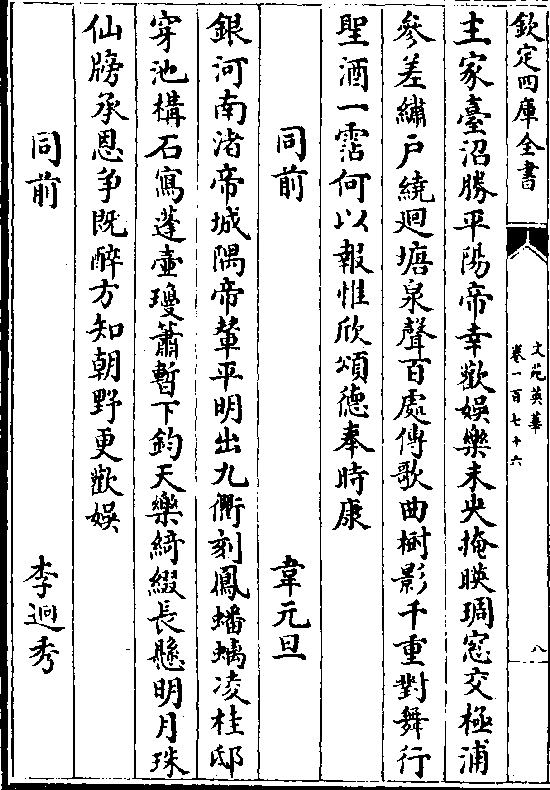 欽定四庫全書
文苑英華
卷一百七十六
八
主家臺沼勝平陽帝幸歡娛樂未央掩暎琱窓交極浦
參差繡戸繞廻塘泉聲百處傳歌曲樹影千重對舞行
聖酒一霑何以報惟欣頌德奉時康
同前 韋元旦
銀河南渚帝城隅帝輦平明出九衢刻鳳蟠螭凌桂邸
穿池構石寫蓬壺瓊簫暫下鈞天樂綺綴長懸明月珠
仙牓承恩争既醉方知朝野更歡娛
同前 李迥秀